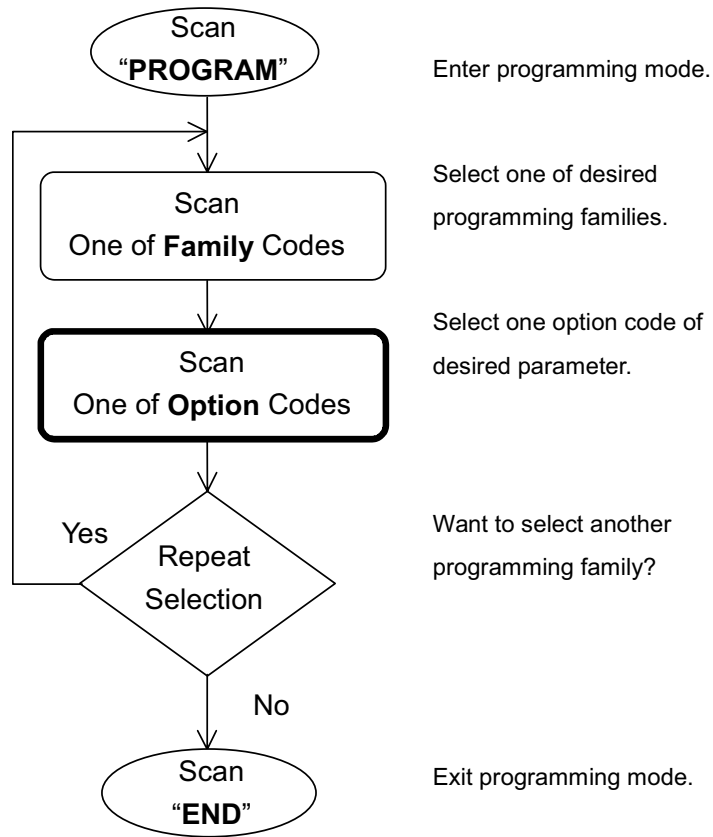 Scan
“PROGRAM”
Enter programming mode.
Scan
One of Family Codes
Select one of desired
programming families.
Scan
One of Option Codes
Select one option code of
desired parameter.
Yes
Repeat
Selection
Want to select another
programming family?
No
Scan
“END”
Exit programming mode.